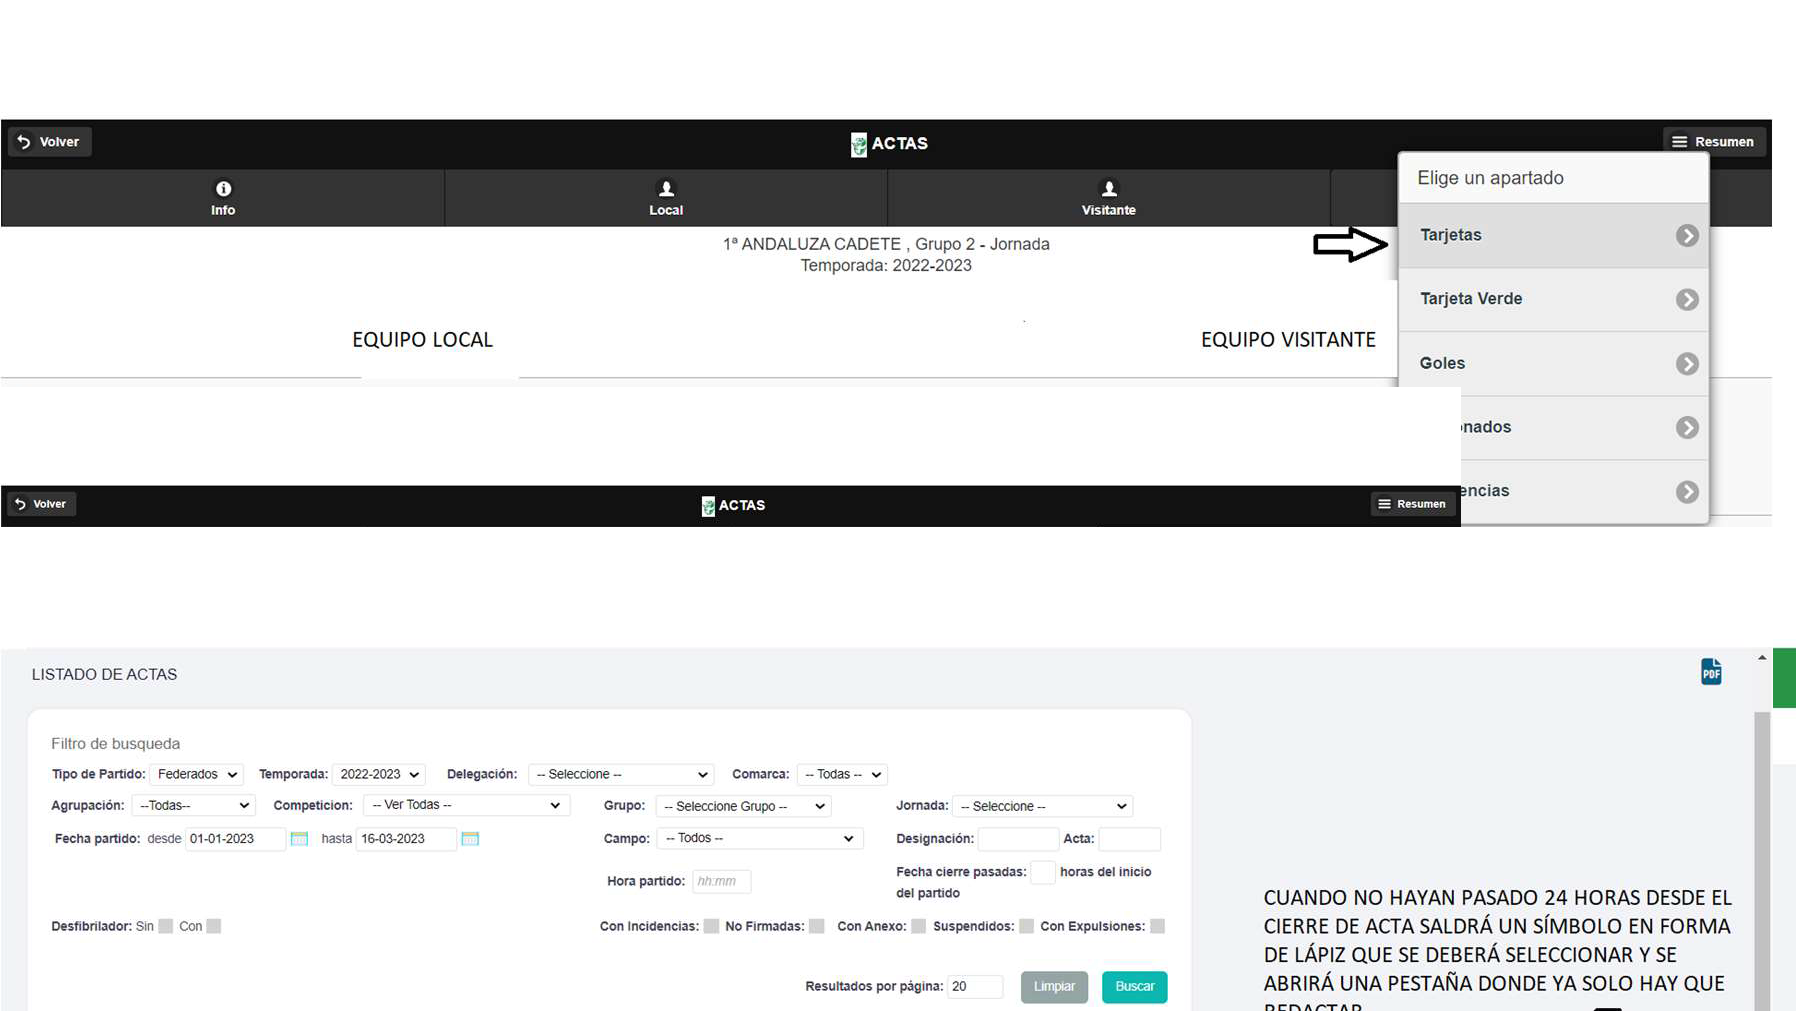 Volver
ACTAS
Resumen
Info
Local
Visitante
Elige un apartado
Tarjetas
Tarjeta Verde
Goles
onados
encias
1ª ANDALUZA CADETE , Grupo 2 - Jornada
Temporada: 2022-2023
EQUIPO LOCAL
EQUIPO VISITANTE
Volver
ACTAS
Resumen
LISTADO DE ACTAS
PDF
Filtro de busqueda
Tipo de Partido: Federados Temporada: 2022-2023 Delegación: -- Seleccione -- Comarca: -- Todas --
Agrupación: --Todas-- Competicion: -- Ver Todas -- Grupo: -- Seleccione Grupo -- Jornada: -- Seleccione --
Fecha partido: desde 01-01-2023 hasta 16-03-2023 Campo: -- Todos -- Designación: Acta:
Hora partido: hh:mm
Fecha cierre pasadas: horas del inicio
del partido
Desfibrilador: Sin Con Con Incidencias: No Firmadas: Con Anexo: Suspendidos: Con Expulsiones:
Resultados por página: 20 Limpiar Buscar
CUANDO NO HAYAN PASADO 24 HORAS DESDE EL
CIERRE DE ACTA SALDRÁ UN SÍMBOLO EN FORMA
DE LÁPIZ QUE SE DEBERÁ SELECCIONAR Y SE
ABRIRÁ UNA PESTAÑA DONDE YA SOLO HAY QUE
REDACTAR